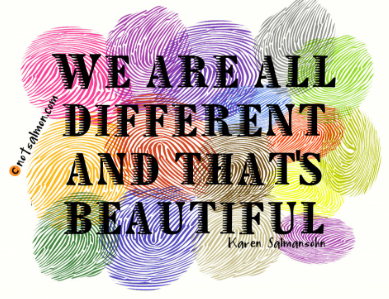 WE ARE ALL
DIFFERENT
AND THAT'S
BEAUTIFUL
Karen Salmansohn
©notsalmon.com